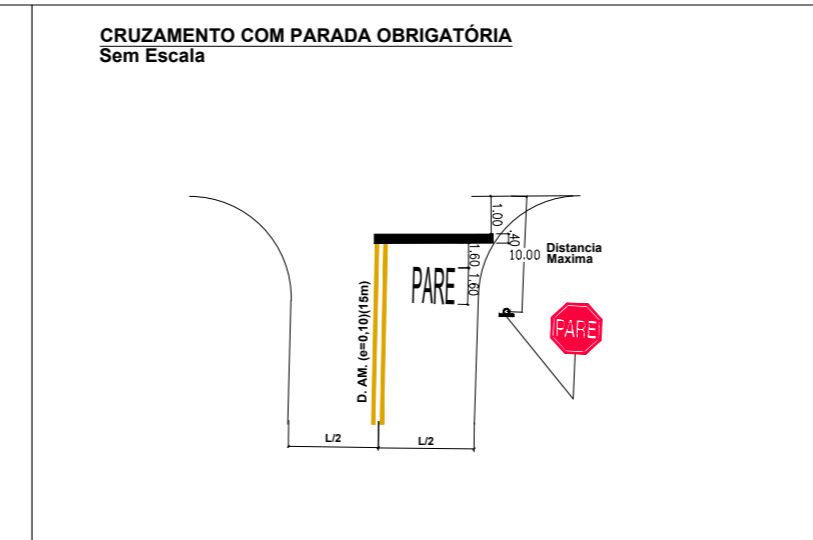 CRUZAMENTO COM PARADA OBRIGATÓRIA
Sem Escala
1.00
.40
10.00
Distancia
Maxima
1.60
1.60
PARE
PARE
D. AM. (e=0,10)(15m)
L/2
L/2